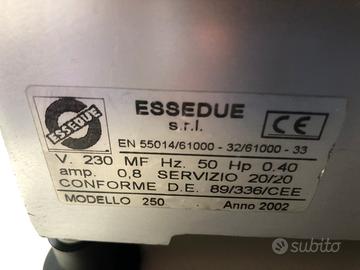 ESSEDUE
ESSEDUE
s.r.l.
CE
EN 55014/61000 - 32/61000 - 33
V. 230 MF Hz. 50 Hp 0.40
amp. 0,8 SERVIZIO 20/20
CONFORME D.E. 89/336/CEE
MODELLO 250 Anno 2002
subito